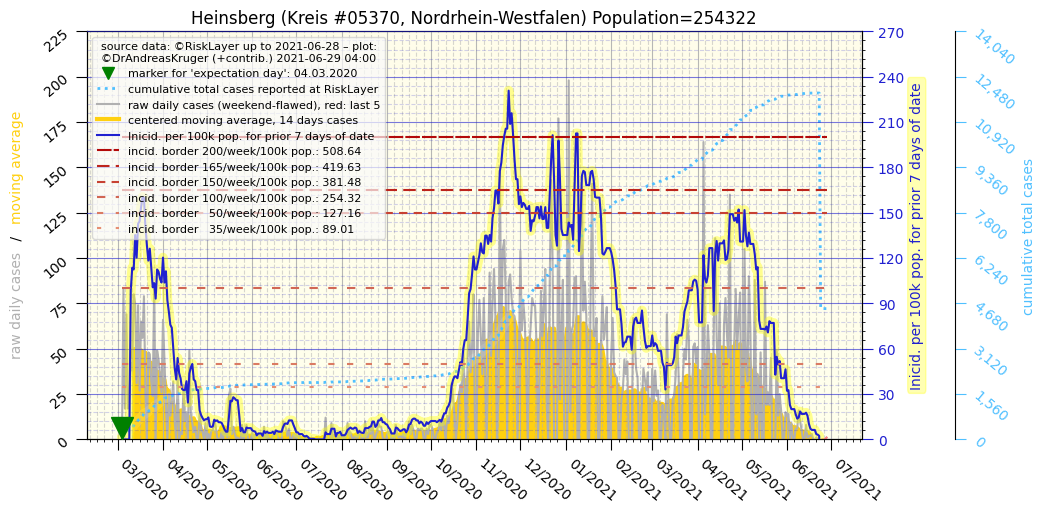 Heinsberg (Kreis #05370, Nordrhein-Westfalen) Population=254322
source data: ©RiskLayer up to 2021-06-28 – plot:
©DrAndreasKruger (+contrib.) 2021-06-29 04:00
marker for 'expectation day': 04.03.2020
cumulative total cases reported at RiskLayer
raw daily cases (weekend-flawed), red: last 5
centered moving average, 14 days cases
Inicid. per 100k pop. for prior 7 days of date
incid. border 200/week/100k pop.: 508.64
incid. border 165/week/100k pop.: 419.63
incid. border 150/week/100k pop.: 381.48
incid. border 100/week/100k pop.: 254.32
incid. border   50/week/100k pop.: 127.16
incid. border   35/week/100k pop.: 89.01
raw daily cases  /  moving average
225
200
175
150
125
100
75
50
25
0
03/2020
04/2020
05/2020
06/2020
07/2020
08/2020
09/2020
10/2020
11/2020
12/2020
01/2021
02/2021
03/2021
04/2021
05/2021
06/2021
07/2021
270
240
210
180
150
120
90
60
30
0
Inicid. per 100k pop. for prior 7 days of date
14,040
12,480
10,920
9,360
7,800
6,240
4,680
3,120
1,560
0
cumulative total cases